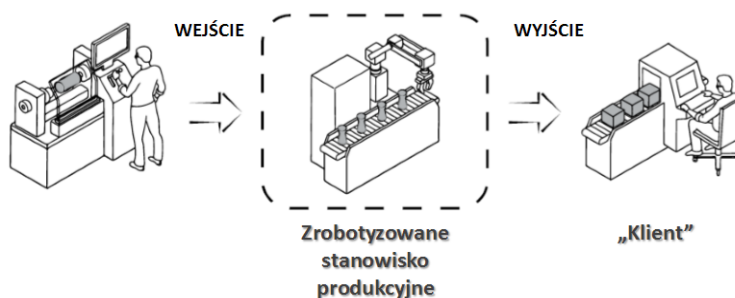 WEJŚCIE
WYJŚCIE
Zrobotyzowane
stanowisko
produkcyjne
„Klient”